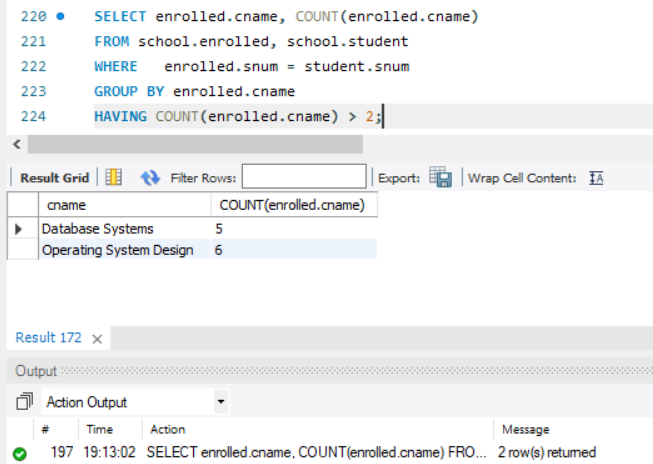 220 SELECT enrolled.cname, COUNT(enrolled.cname)
221 FROM school.enrolled, school.student
222 WHERE enrolled.snum = student.snum
223 GROUP BY enrolled.cname
224 HAVING COUNT(enrolled.cname) > 2;
Result Grid Filter Rows: Export: Wrap Cell Content:
cname COUNT(enrolled.cname)
Database Systems 5
Operating System Design 6
Result 172
Output
Action Output
# Time Action Message
197 19:13:02 SELECT enrolled.cname, COUNT(enrolled.cname) FRO... 2 row(s) returned